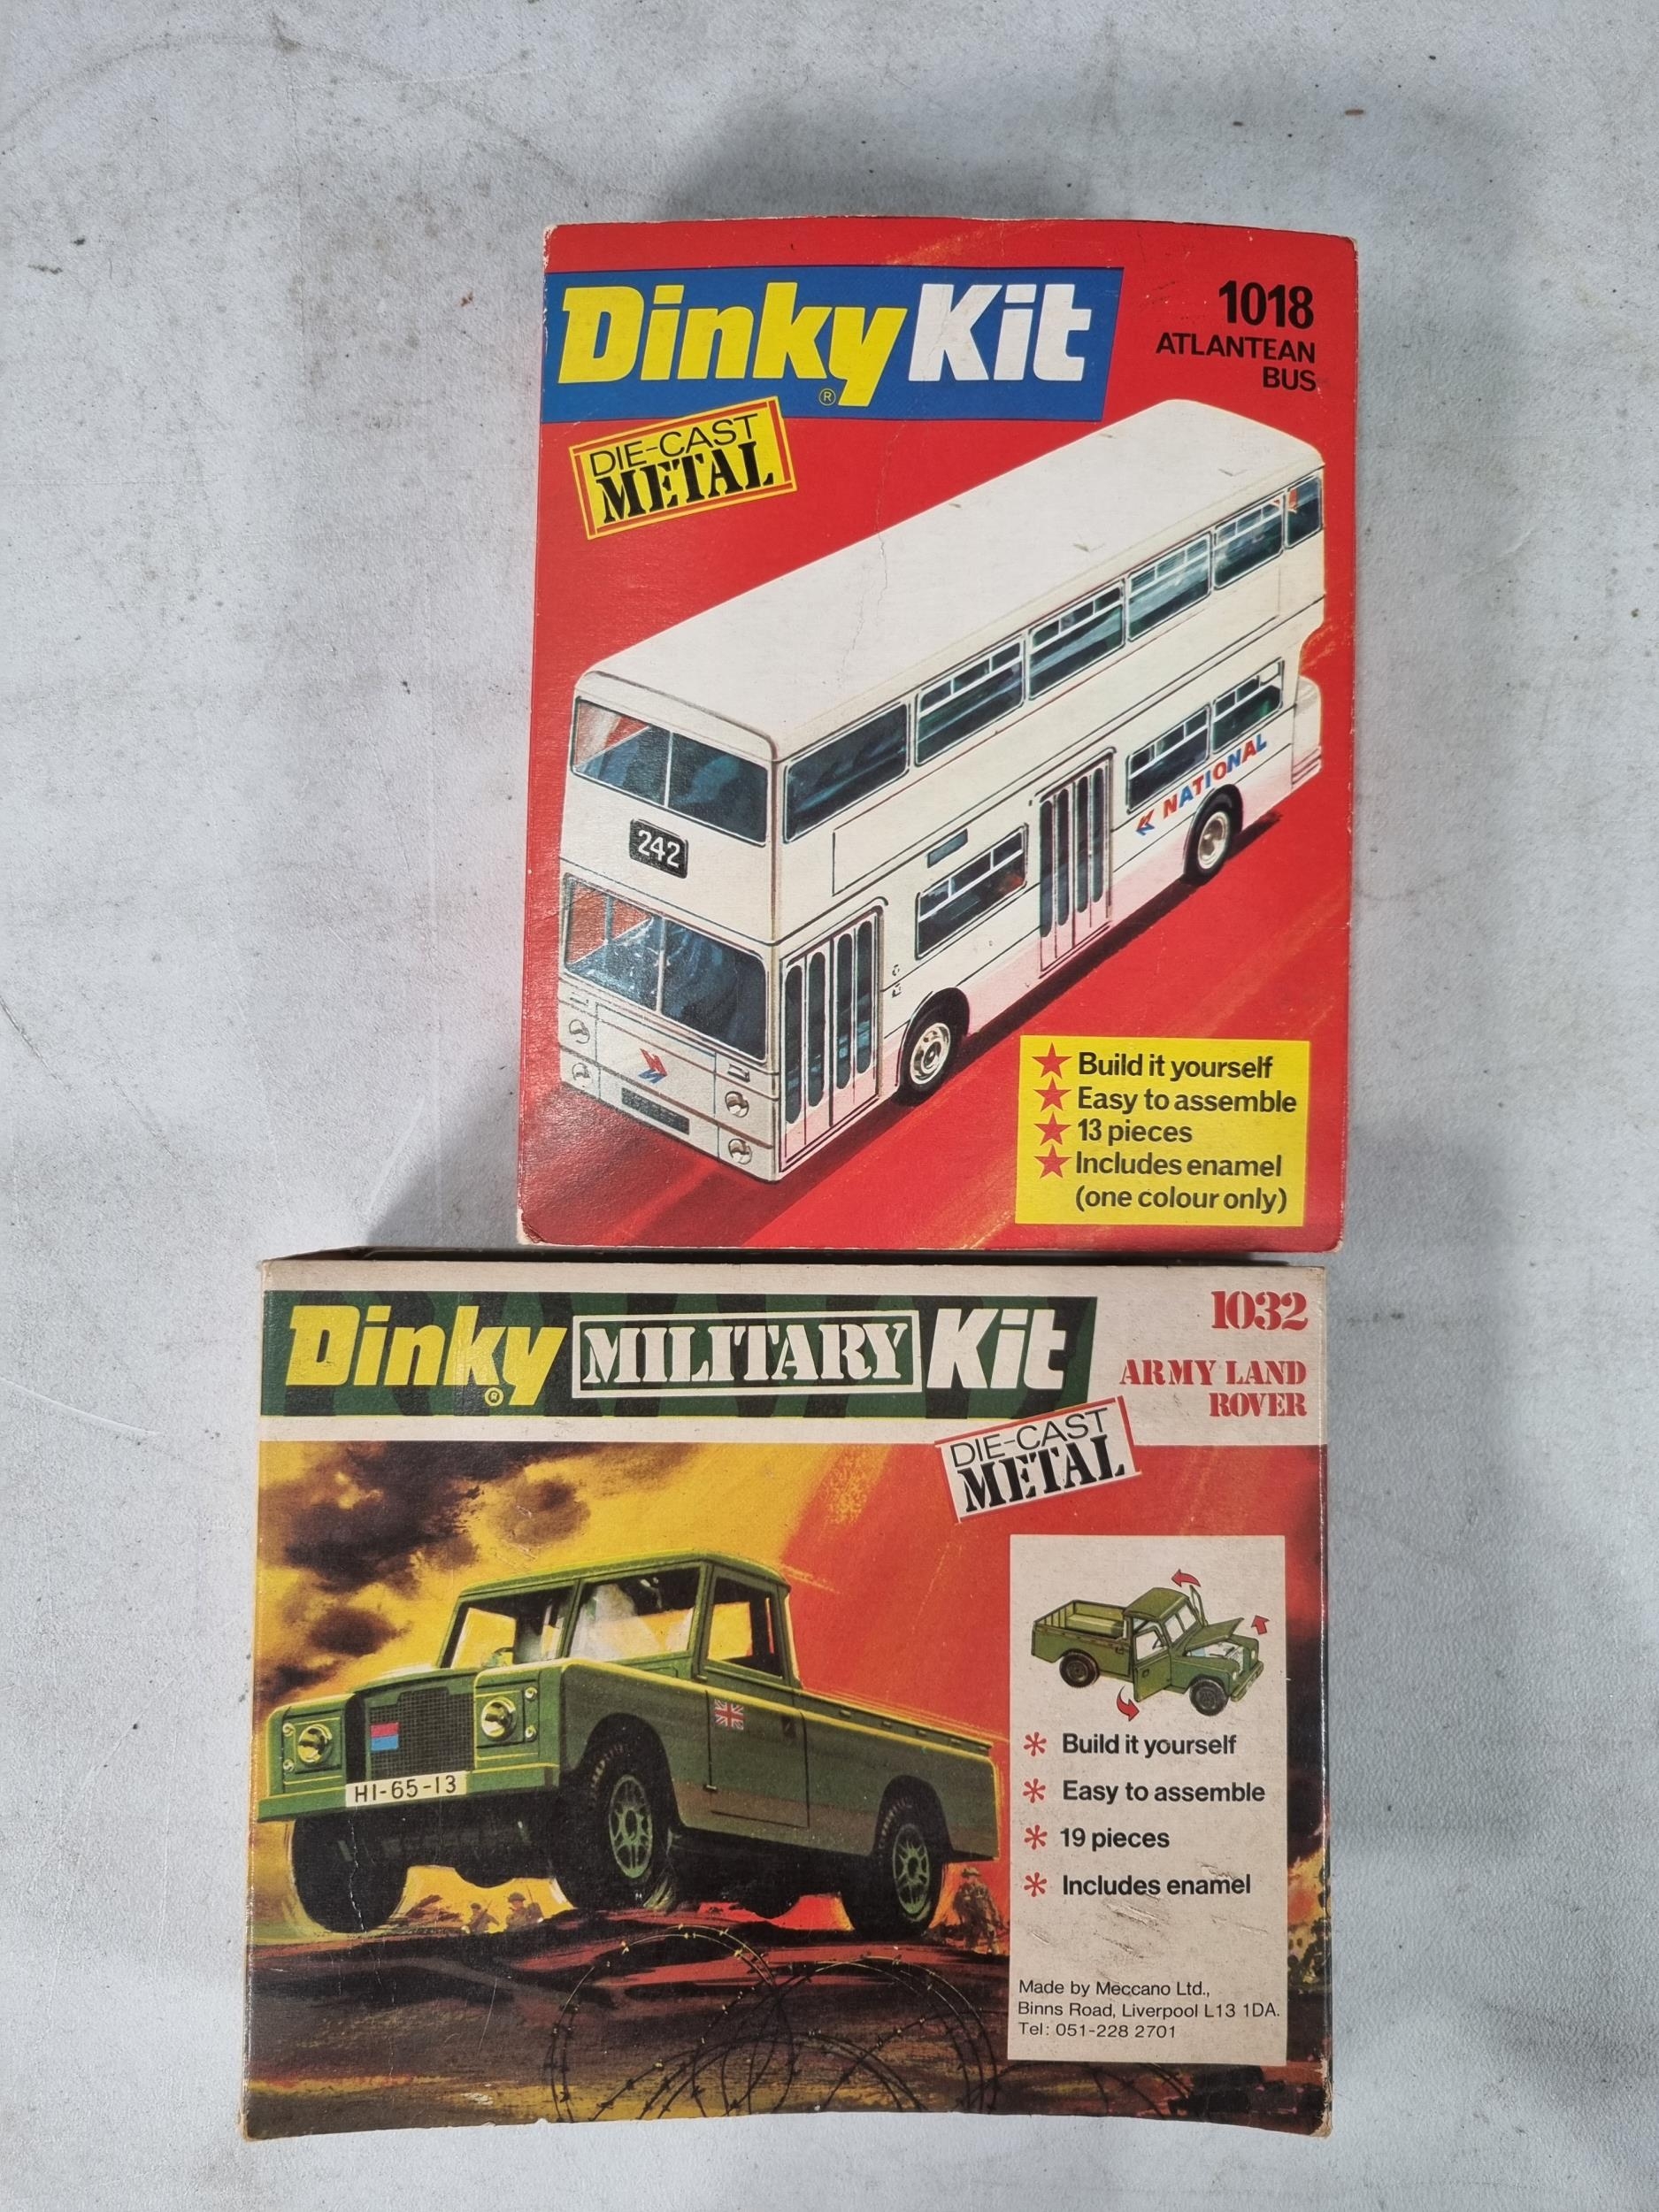 Dinky Kit
®
1018
ATLANTEAN
BUS
DIE-CAST
METAL
242
NATIONAL
Build it yourself
Easy to assemble
13 pieces
Includes enamel
(one colour only)
Dinky MILITARY Kit
®
1032
ARMY LAND
ROVER
DIE-CAST
METAL
HI-65-13
Build it yourself
Easy to assemble
19 pieces
Includes enamel
Made by Meccano Ltd.,
Binns Road, Liverpool L13 1DA.
Tel: 051-228 2701